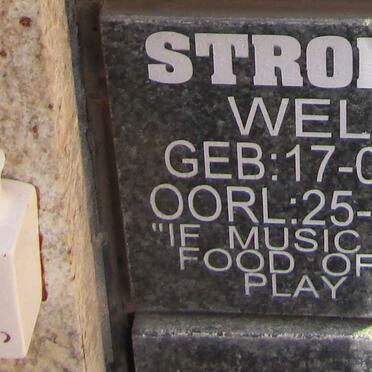 STRO
WEL
GEB:17-0
OORL:25-
"IF MUSIC
FOOD OF
PLAY